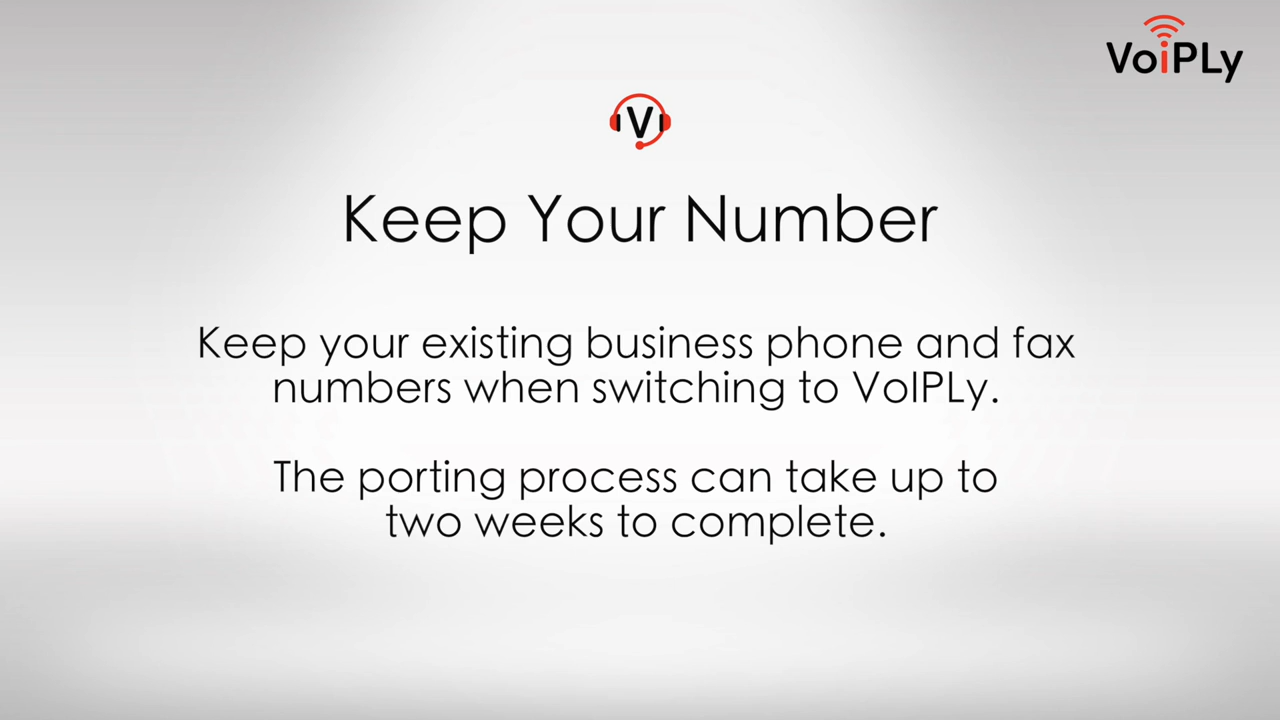 VoiPLy
V
Keep Your Number
Keep your existing business phone and fax
numbers when switching to VoIPLy.
The porting process can take up to
two weeks to complete.